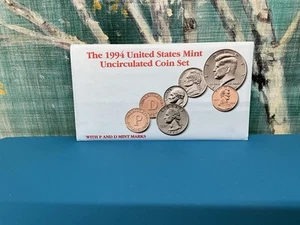 The 1994 United States Mint
Uncirculated Coin Set
D
P
WITH P AND D MINT MARKS